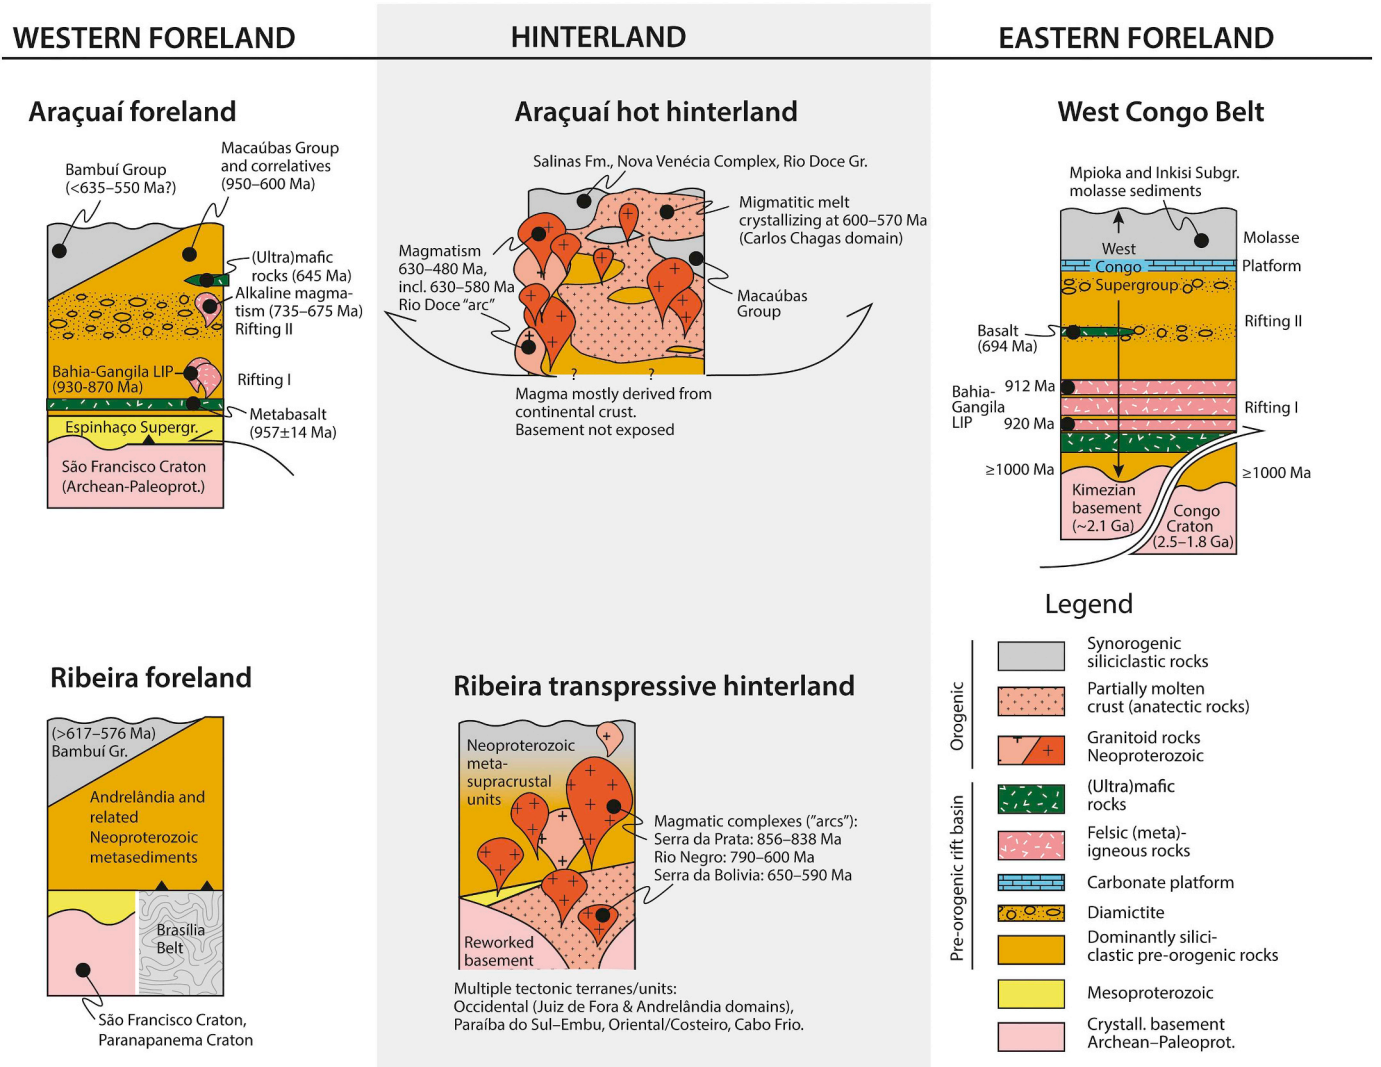 WESTERN FORELAND
HINTERLAND
EASTERN FORELAND
Araçuaí foreland
Bambuí Group
(<635–550 Ma?)
Macaúbas Group
and correlatives
(950–600 Ma)
(Ultra)mafic
rocks (645 Ma)
Alkaline magma-
tism (735–675 Ma)
Rifting II
Bahia-Gangila LIP
(930-870 Ma)
Rifting I
Metabasalt
(957±14 Ma)
Espinhaço Supergr.
São Francisco Craton
(Archean-Paleoprot.)
Araçuaí hot hinterland
Salinas Fm., Nova Venécia Complex, Rio Doce Gr.
Migmatitic melt
crystallizing at 600–570 Ma
(Carlos Chagas domain)
Magmatism
630–480 Ma,
incl. 630–580 Ma
Rio Doce “arc”
Macaúbas
Group
?
?
Magma mostly derived from
continental crust.
Basement not exposed
West Congo Belt
Mpioka and Inkisi Subgr.
molasse sediments
West
Congo
Supergroup
Molasse
Platform
Rifting II
Basalt
(694 Ma)
Bahia-
Gangila
LIP
912 Ma
920 Ma
Rifting I
≥1000 Ma
≥1000 Ma
Kimezian
basement
(~2.1 Ga)
Congo
Craton
(2.5–1.8 Ga)
Ribeira foreland
(>617–576 Ma)
Bambuí Gr.
Andrelândia and
related
Neoproterozoic
metasediments
Brasília
Belt
São Francisco Craton,
Paranapanema Craton
Ribeira transpressive hinterland
Neoproterozoic
meta-
supracrustal
units
Magmatic complexes (”arcs”):
Serra da Prata: 856–838 Ma
Rio Negro: 790–600 Ma
Serra da Bolivia: 650–590 Ma
Reworked
basement
Multiple tectonic terranes/units:
Occidental (Juiz de Fora & Andrelândia domains),
Paraíba do Sul–Embu, Oriental/Costeiro, Cabo Frio.
Legend
Orogenic
Synorogenic
siliciclastic rocks
Partially molten
crust (anatectic rocks)
Granitoid rocks
Neoproterozoic
Pre-orogenic rift basin
(Ultra)mafic
rocks
Felsic (meta)-
igneous rocks
Carbonate platform
Diamictite
Dominantly silici-
clastic pre-orogenic rocks
Mesoproterozoic
Crystall. basement
Archean–Paleoprot.